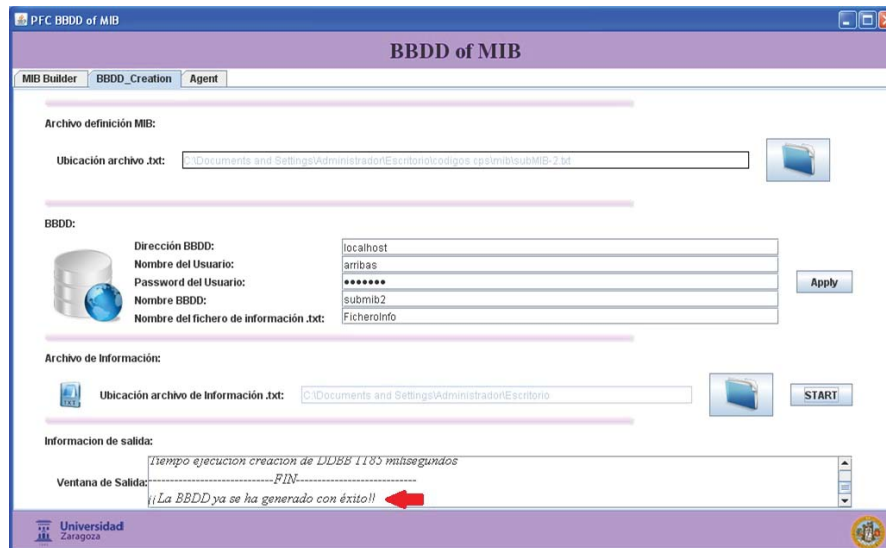 PFC BBDD of MIB
BBDD of MIB
MIB Builder BBDD_Creation Agent
Archivo definición MIB:
Ubicación archivo .txt: C:\Documents and Settings\Administrador\Escritorio\codigos cps\mib\subMIB-2.txt
BBDD:
Dirección BBDD: localhost
Nombre del Usuario: arribas
Password del Usuario: •••••••
Apply
Nombre BBDD: submib2
Nombre del fichero de información .txt: FicheroInfo
Archivo de Información:
TXT
Ubicación archivo de Información .txt: C:\Documents and Settings\Administrador\Escritorio START
Informacion de salida:
Tiempo ejecucion creacion de DDBB 1185 milisegundos
Ventana de Salida: -----------------------------FIN----------------------------
¡¡La BBDD ya se ha generado con éxito!!
Universidad
Zaragoza